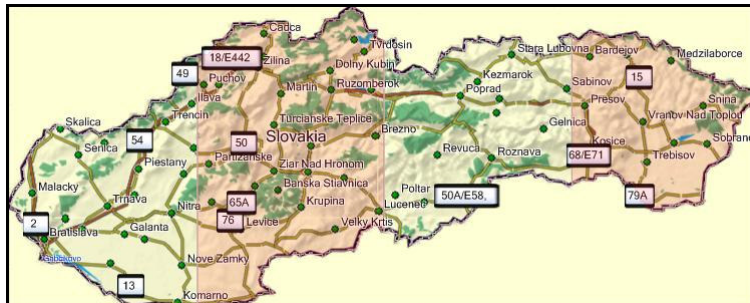 Cadca
18/E442
Tvrdosin
Stara Lubovna
Bardejov
Medzilaborce
Zilina
Dolny Kubin
49
Puchov
Kezmarok
15
Martin
Ruzomberok
Poprad
Sabinov
Ilava
Presov
Snina
Trencin
Turcianske Teplice
Vranov Nad Toplou
Skalica
Gelnica
54
50
Slovakia
Brezno
Kosice
Sobrance
Senica
Revuca
Roznava
68/E71
Trebisov
Piestany
Partizanske
Ziar Nad Hronom
Malacky
Banska Stiavnica
Poltar
50A/E58,
79A
Trnava
Nitra
65A
Krupina
Lucenec
2
76
Levice
Velky Krtis
Bratislava
Galanta
Gabcikovo
Nove Zamky
13
Komarno